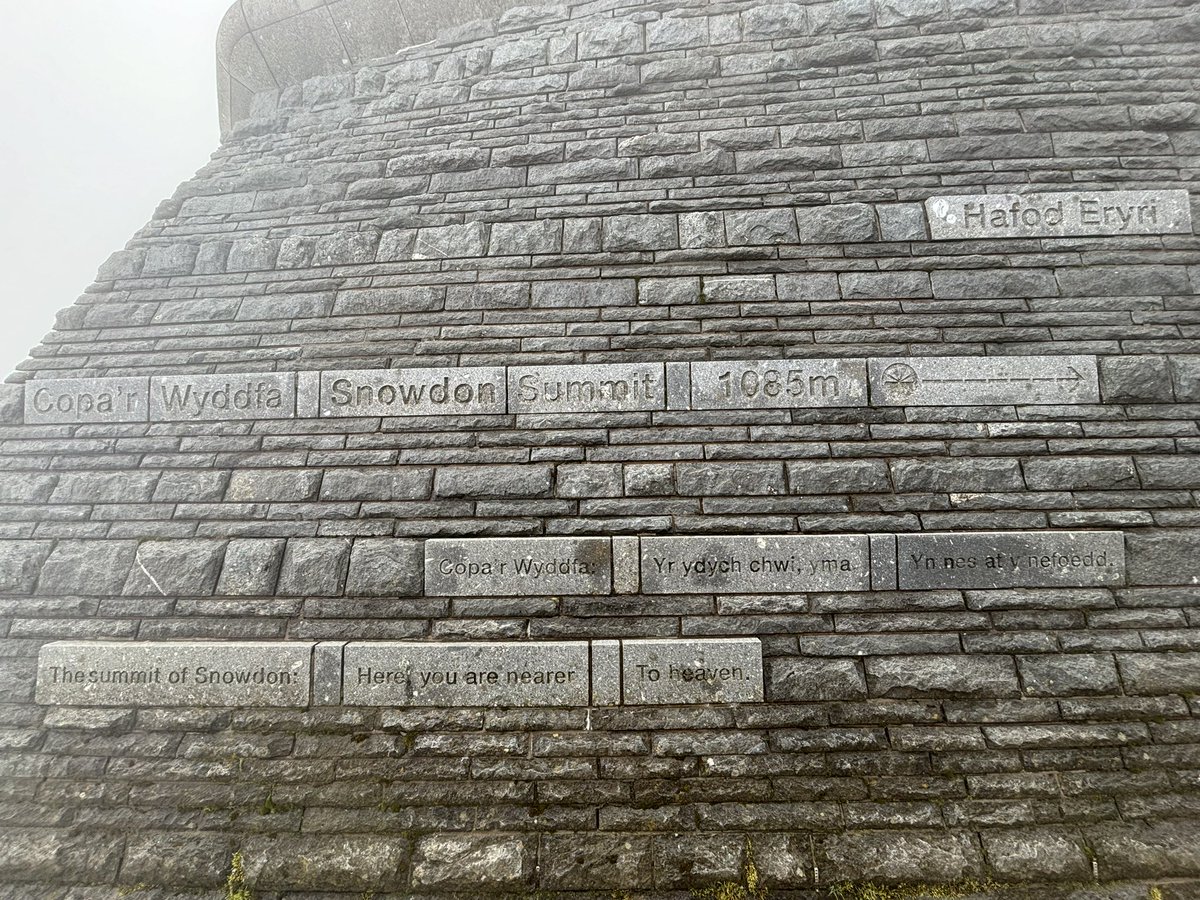 Hafod Eryri
Copa'r Wyddfa Snowdon Summit 1085m
Copa'r Wyddfa: Yr ydych chwi, yma. Yn nes at y nefoedd.
The summit of Snowdon: Here, you are nearer To heaven.